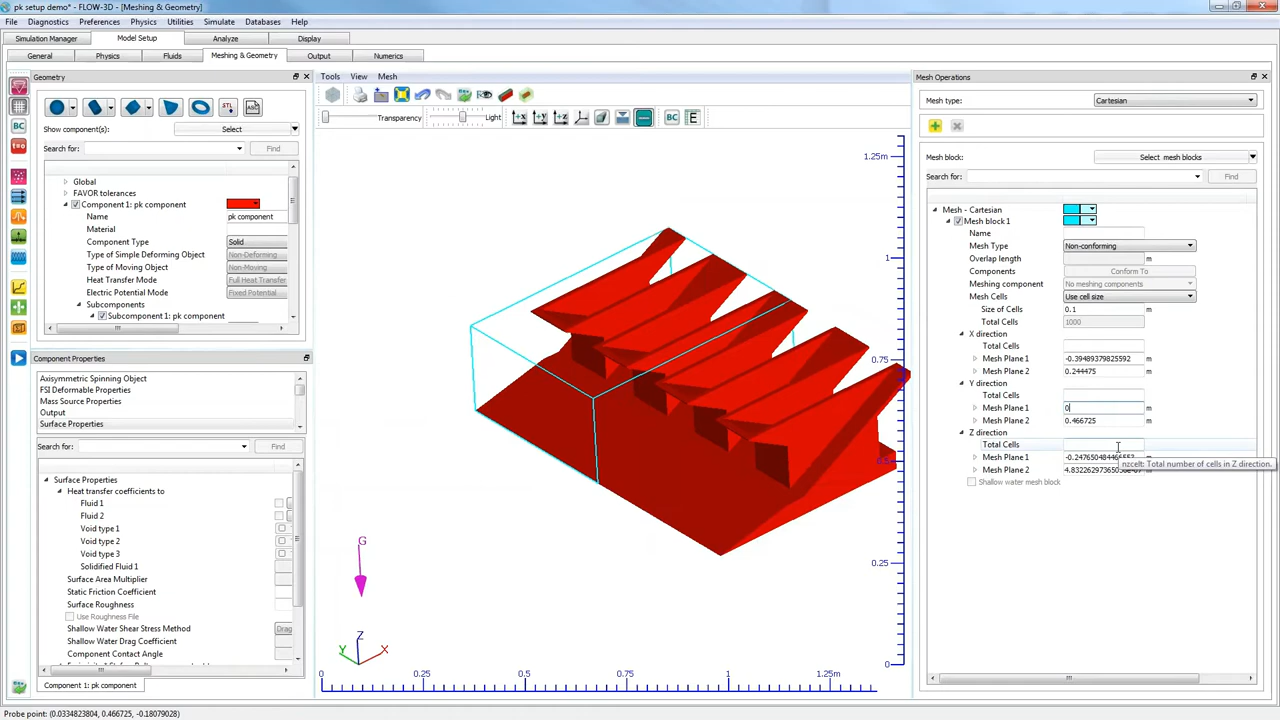 pk setup demo* - FLOW-3D - [Meshing & Geometry]
File Diagnostics Preferences Physics Utilities Simulate Databases Help
Simulation Manager Model Setup Analyze Display
General Physics Fluids Meshing & Geometry Output Numerics
Geometry
STL
Show component(s): Select
Search for: Find
Global
FAVOR tolerances
Component 1: pk component
Name pk component
Material
Component Type Solid
Type of Simple Deforming Object Non-Deforming
Type of Moving Object Non-Moving
Heat Transfer Mode Full Heat Transfer
Electric Potential Mode Fixed Potential
Subcomponents
Subcomponent 1: pk component
Component Properties
Axisymmetric Spinning Object
FSI Deformable Properties
Mass Source Properties
Output
Surface Properties
Search for: Find
Surface Properties
Heat transfer coefficients to
Fluid 1
Fluid 2
Void type 1
Void type 2
Void type 3
Solidified Fluid 1
Surface Area Multiplier
Static Friction Coefficient
Surface Roughness
Use Roughness File
Shallow Water Shear Stress Method Drag
Shallow Water Drag Coefficient
Component Contact Angle
Component 1: pk component
Probe point: (0.0334823804, 0.466725, -0.18079028)
Tools View Mesh
Transparency Light +x +y +z BC E
BC
t=0
1.25m
1
0.75
0.5
0.25
0
G
Z
Y X
0 0.25 0.5 0.75 1 1.25m
Mesh Operations
Mesh type: Cartesian
Mesh block: Select mesh blocks
Search for: Find
Mesh - Cartesian
Mesh block 1
Name
Mesh Type Non-conforming
Overlap length m
Components Conform To
Meshing component No meshing components
Mesh Cells Use cell size
Size of Cells 0.1 m
Total Cells 1000
X direction
Total Cells
Mesh Plane 1 -0.39489379825592 m
Mesh Plane 2 0.244475 m
Y direction
Total Cells
Mesh Plane 1 0 m
Mesh Plane 2 0.466725 m
Z direction
Total Cells
Mesh Plane 1
nzcelt: Total number of cells in Z direction.
Mesh Plane 2
Shallow water mesh block